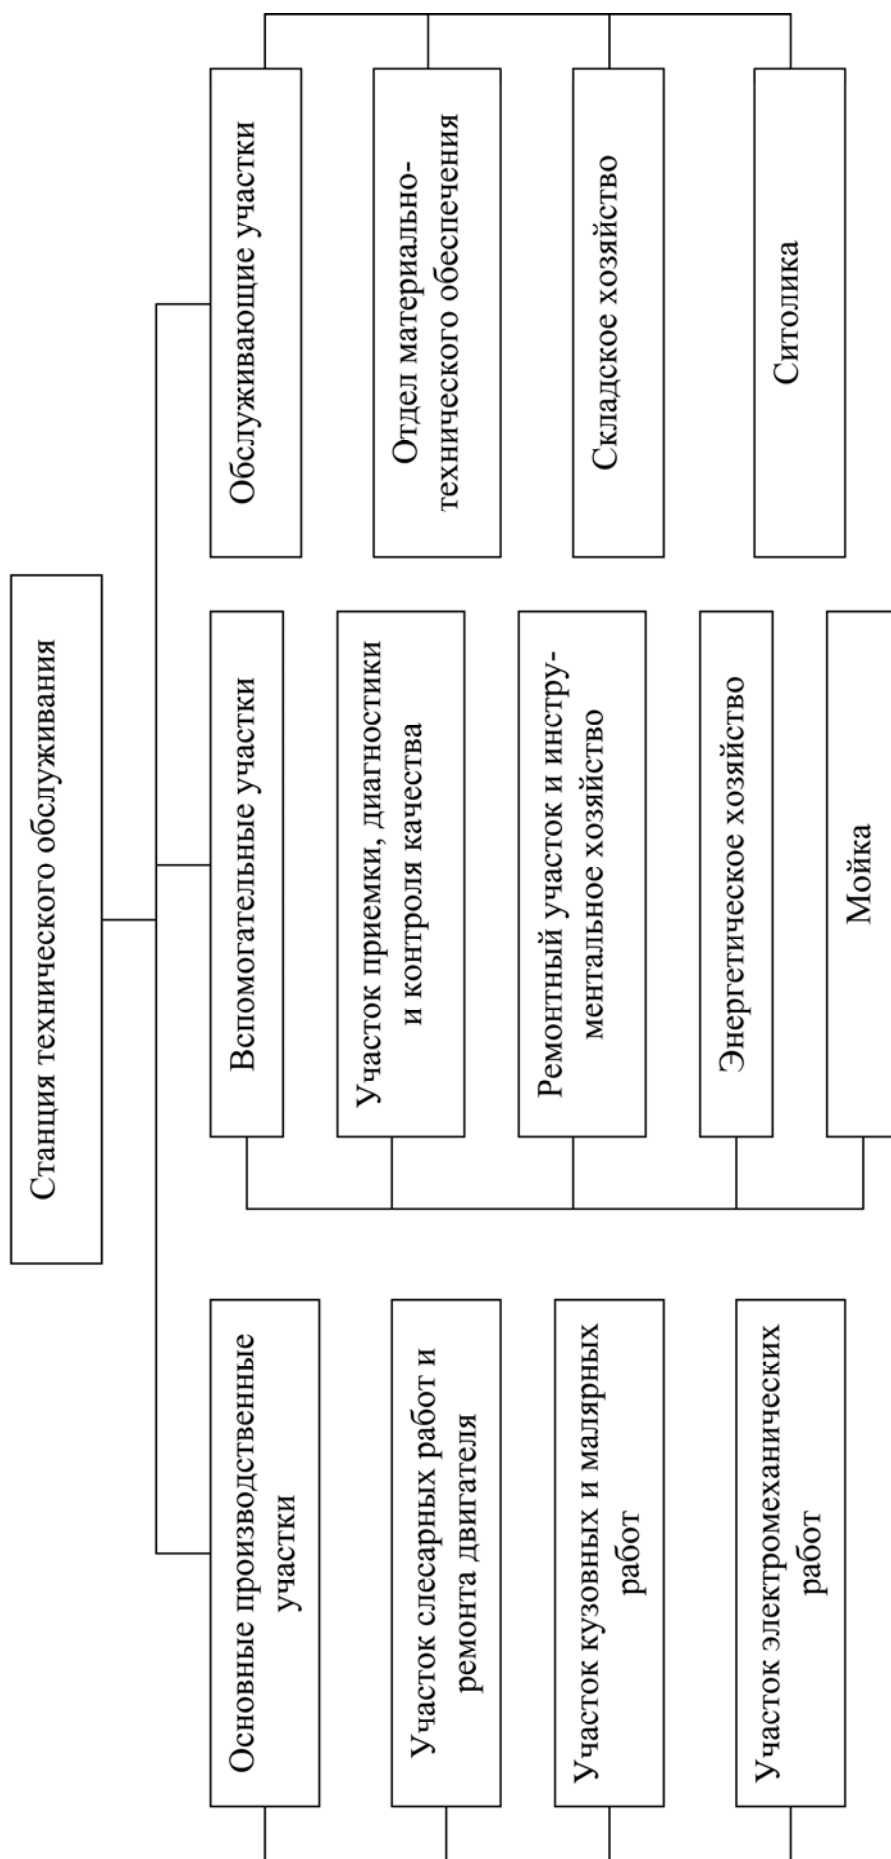 Станция технического обслуживания
Основные производственные
участки
Участок слесарных работ и
ремонта двигателя
Участок кузовных и малярных
работ
Участок электромеханических
работ
Вспомогательные участки
Участок приемки, диагностики
и контроля качества
Ремонтный участок и инстру-
ментальное хозяйство
Энергетическое хозяйство
Мойка
Обслуживающие участки
Отдел материально-
технического обеспечения
Складское хозяйство
Ситолика